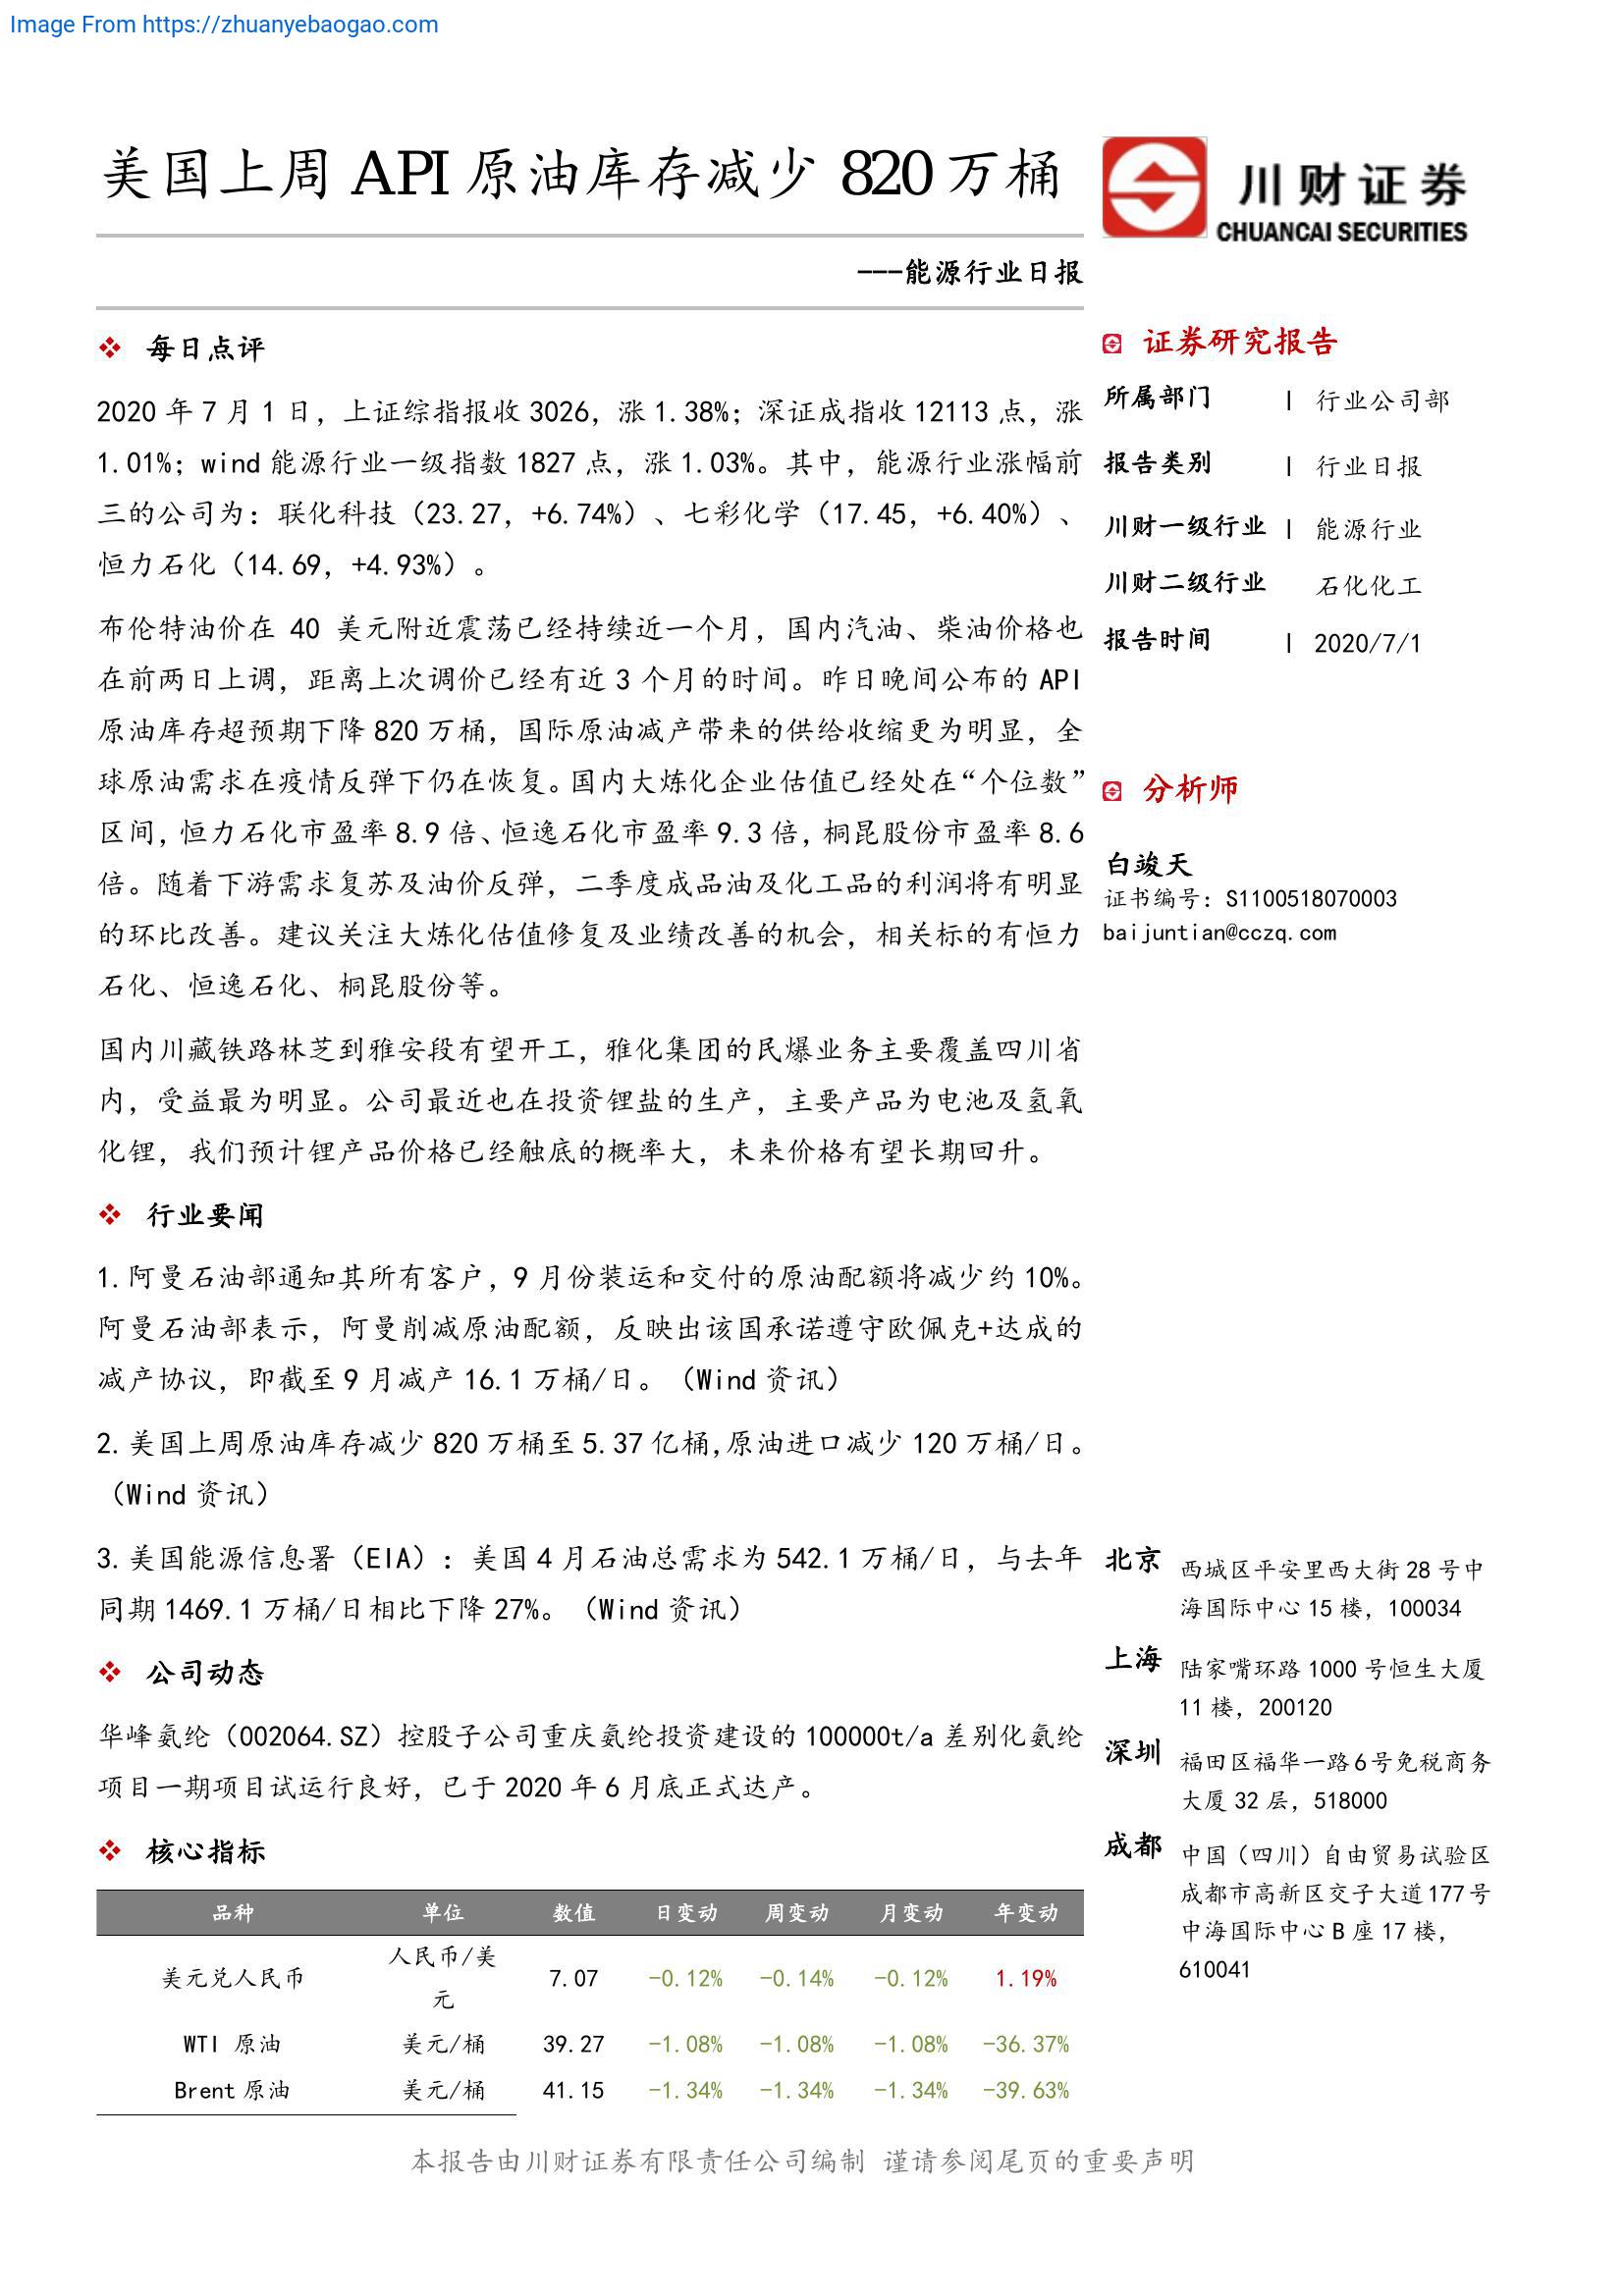 Image From https://zhuanyebaogao.com
美国上周 API 原油库存减少 820 万桶
川财证券
CHUANCAI SECURITIES
---能源行业日报
每日点评
2020 年 7 月 1 日，上证综指报收 3026，涨 1.38%；深证成指收 12113 点，涨
1.01%；wind 能源行业一级指数 1827 点，涨 1.03%。其中，能源行业涨幅前
三的公司为：联化科技（23.27，+6.74%）、七彩化学（17.45，+6.40%）、
恒力石化（14.69，+4.93%）。
布伦特油价在 40 美元附近震荡已经持续近一个月，国内汽油、柴油价格也
在前两日上调，距离上次调价已经有近 3 个月的时间。昨日晚间公布的 API
原油库存超预期下降 820 万桶，国际原油减产带来的供给收缩更为明显，全
球原油需求在疫情反弹下仍在恢复。国内大炼化企业估值已经处在“个位数”
区间，恒力石化市盈率 8.9 倍、恒逸石化市盈率 9.3 倍，桐昆股份市盈率 8.6
倍。随着下游需求复苏及油价反弹，二季度成品油及化工品的利润将有明显
的环比改善。建议关注大炼化估值修复及业绩改善的机会，相关标的有恒力
石化、恒逸石化、桐昆股份等。
国内川藏铁路林芝到雅安段有望开工，雅化集团的民爆业务主要覆盖四川省
内，受益最为明显。公司最近也在投资锂盐的生产，主要产品为电池及氢氧
化锂，我们预计锂产品价格已经触底的概率大，未来价格有望长期回升。
行业要闻
1.阿曼石油部通知其所有客户，9 月份装运和交付的原油配额将减少约 10%。
阿曼石油部表示，阿曼削减原油配额，反映出该国承诺遵守欧佩克+达成的
减产协议，即截至 9 月减产 16.1 万桶/日。（Wind 资讯）
2.美国上周原油库存减少 820 万桶至 5.37 亿桶,原油进口减少 120 万桶/日。
（Wind 资讯）
3.美国能源信息署（EIA）：美国 4 月石油总需求为 542.1 万桶/日，与去年
同期 1469.1 万桶/日相比下降 27%。（Wind 资讯）
公司动态
华峰氨纶（002064.SZ）控股子公司重庆氨纶投资建设的 100000t/a 差别化氨纶
项目一期项目试运行良好，已于 2020 年 6 月底正式达产。
核心指标
品种 单位 数值 日变动 周变动 月变动 年变动
美元兑人民币 人民币/美元 7.07 -0.12% -0.14% -0.12% 1.19%
WTI 原油 美元/桶 39.27 -1.08% -1.08% -1.08% -36.37%
Brent 原油 美元/桶 41.15 -1.34% -1.34% -1.34% -39.63%
证券研究报告
所属部门 | 行业公司部
报告类别 | 行业日报
川财一级行业 | 能源行业
川财二级行业 石化化工
报告时间 | 2020/7/1
分析师
白竣天
证书编号：S1100518070003
baijuntian@cczq.com
北京 西城区平安里西大街 28 号中
海国际中心 15 楼，100034
上海 陆家嘴环路 1000 号恒生大厦
11 楼，200120
深圳 福田区福华一路 6 号免税商务
大厦 32 层，518000
成都 中国（四川）自由贸易试验区
成都市高新区交子大道 177 号
中海国际中心 B 座 17 楼，
610041
本报告由川财证券有限责任公司编制 谨请参阅尾页的重要声明